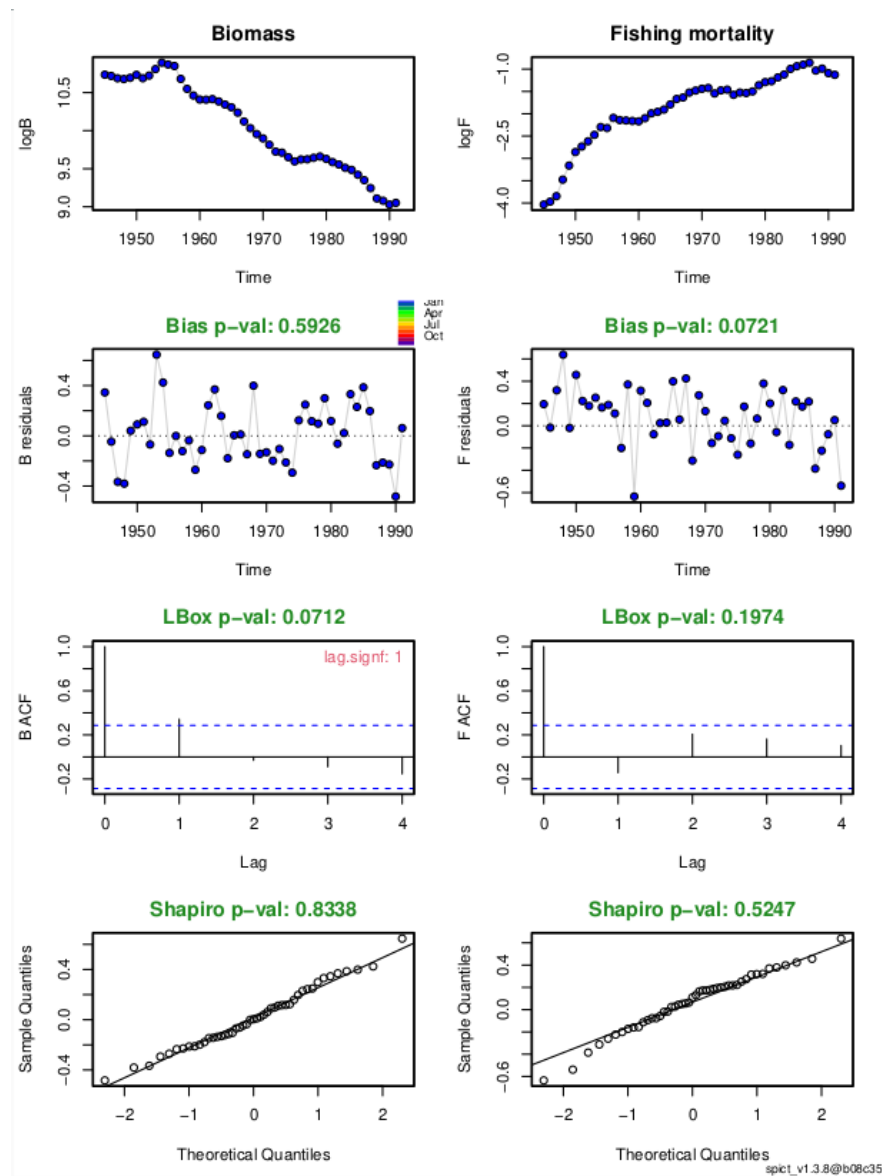 Biomass
Fishing mortality
logB
9.0
9.5
10.5
1950
1960
1970
1980
1990
Time
logF
−4.0
−2.5
−1.0
1950
1960
1970
1980
1990
Time
Bias p−val: 0.5926
Jan
Apr
Jul
Oct
Bias p−val: 0.0721
B residuals
−0.4
0.0
0.4
1950
1960
1970
1980
1990
Time
F residuals
−0.6
0.0
0.4
1950
1960
1970
1980
1990
Time
LBox p−val: 0.0712
lag.signf: 1
B ACF
−0.2
0.2
0.6
1.0
0
1
2
3
4
Lag
LBox p−val: 0.1974
F ACF
−0.2
0.2
0.6
1.0
0
1
2
3
4
Lag
Shapiro p−val: 0.8338
Sample Quantiles
−0.4
0.0
0.4
−2
−1
0
1
2
Theoretical Quantiles
Shapiro p−val: 0.5247
Sample Quantiles
−0.6
0.0
0.4
−2
−1
0
1
2
Theoretical Quantiles
spict_v1.3.8@b08c35